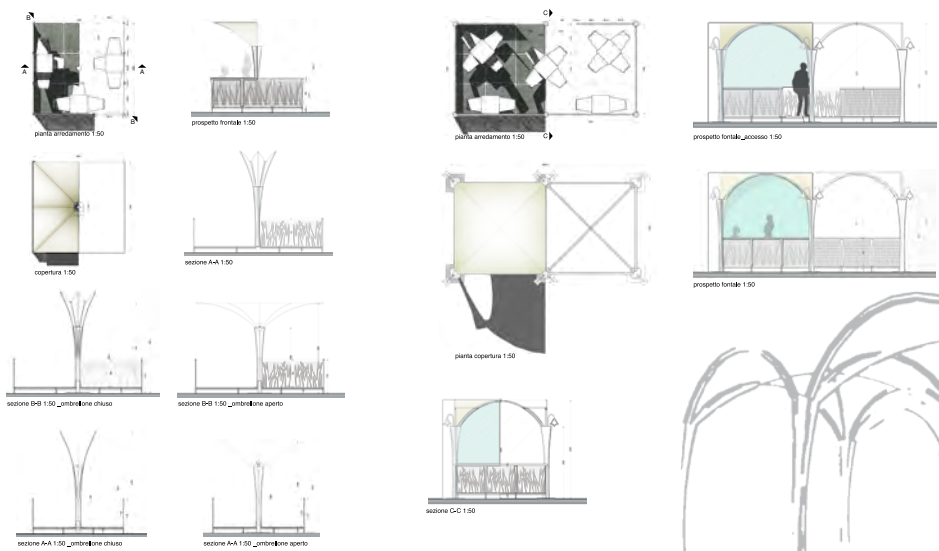 B
A
A
B
pianta arredamento 1:50
prospetto frontale 1:50
copertura 1:50
sezione A-A 1:50
sezione B-B 1:50 _ombrellone chiuso
sezione B-B 1:50 _ombrellone aperto
sezione A-A 1:50 _ombrellone chiuso
sezione A-A 1:50 _ombrellone aperto
C
pianta arredamento 1:50
C
prospetto fontale_accesso 1:50
pianta copertura 1:50
prospetto fontale 1:50
sezione C-C 1:50